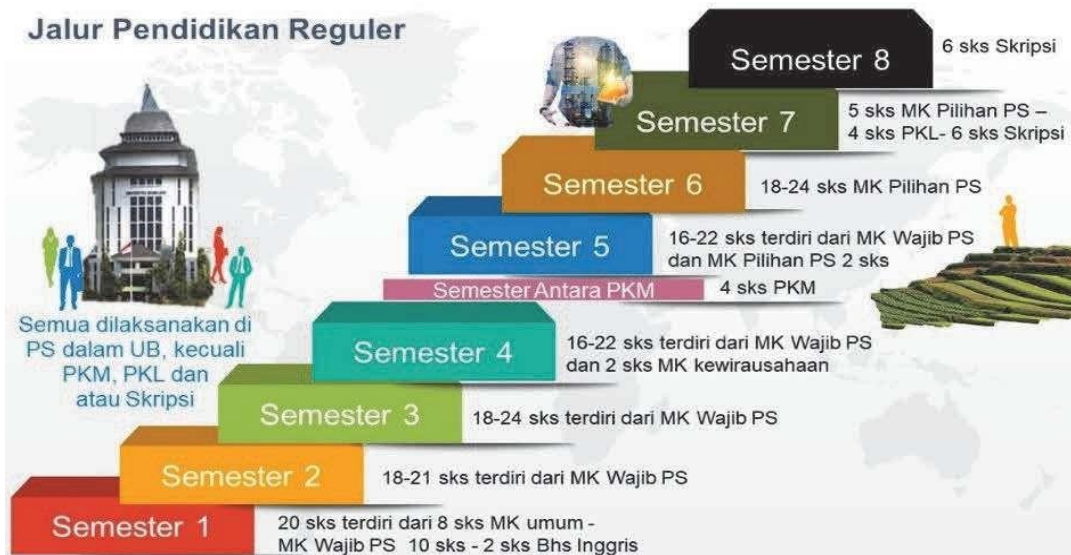 Jalur Pendidikan Reguler
Semester 8
6 sks Skripsi
Semester 7
5 sks MK Pilihan PS –
4 sks PKL- 6 sks Skripsi
Semester 6
18-24 sks MK Pilihan PS
Semester 5
16-22 sks terdiri dari MK Wajib PS
dan MK Pilihan PS 2 sks
Semester Antara PKM
4 sks PKM
Semua dilaksanakan di
PS dalam UB, kecuali
PKM, PKL dan
atau Skripsi
Semester 4
16-22 sks terdiri dari MK Wajib PS
dan 2 sks MK kewirausahaan
Semester 3
18-24 sks terdiri dari MK Wajib PS
Semester 2
18-21 sks terdiri dari MK Wajib PS
Semester 1
20 sks terdiri dari 8 sks MK umum -
MK Wajib PS 10 sks - 2 sks Bhs Inggris